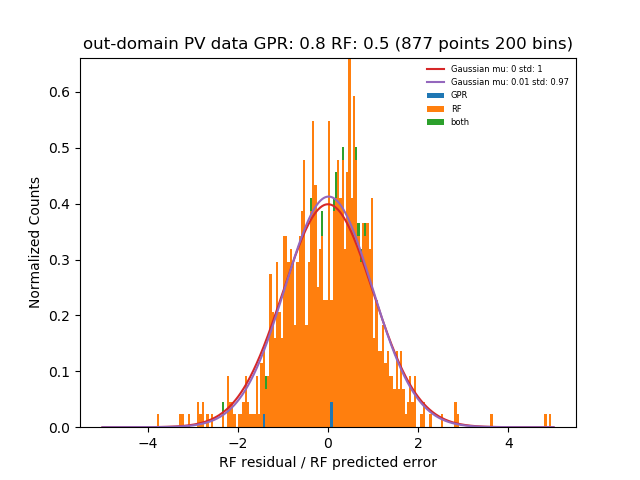 out-domain PV data GPR: 0.8 RF: 0.5 (877 points 200 bins)
Gaussian mu: 0 std: 1
Gaussian mu: 0.01 std: 0.97
GPR
RF
both
Normalized Counts
0.6
0.5
0.4
0.3
0.2
0.1
0.0
−4 −2 0 2 4
RF residual / RF predicted error